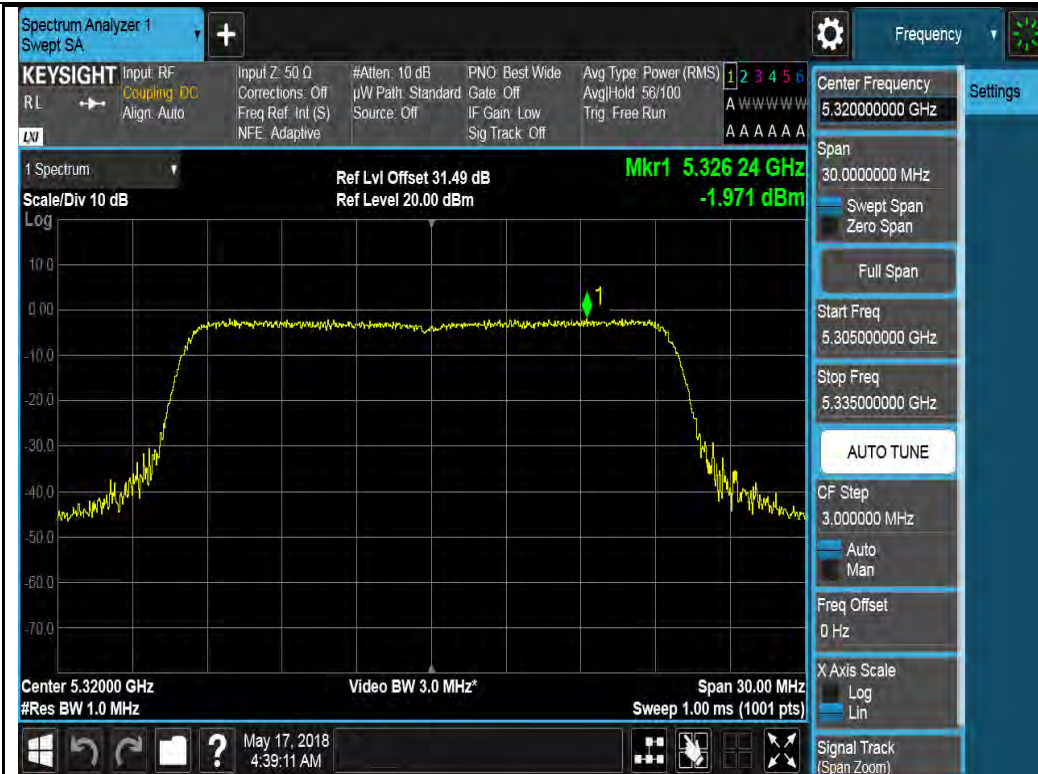 Spectrum Analyzer 1
Swept SA
+
Frequency
KEYSIGHT
RL
LXI
Input: RF
Coupling: DC
Align: Auto
Input Z: 50 Ω
Corrections: Off
Freq Ref: Int (S)
NFE: Adaptive
#Atten: 10 dB
µW Path: Standard
Source: Off
PNO: Best Wide
Gate: Off
IF Gain: Low
Sig Track: Off
Avg Type: Power (RMS)
Avg|Hold: 56/100
Trig: Free Run
1 2 3 4 5 6
A W W W W W
A A A A A A
1 Spectrum
Scale/Div 10 dB
Log
Ref Lvl Offset 31.49 dB
Ref Level 20.00 dBm
Mkr1 5.326 24 GHz
-1.971 dBm
10.0
0.00
-10.0
-20.0
-30.0
-40.0
-50.0
-60.0
-70.0
1
Center 5.32000 GHz
#Res BW 1.0 MHz
Video BW 3.0 MHz*
Span 30.00 MHz
Sweep 1.00 ms (1001 pts)
Center Frequency
5.320000000 GHz
Span
30.0000000 MHz
Swept Span
Zero Span
Full Span
Start Freq
5.305000000 GHz
Stop Freq
5.335000000 GHz
AUTO TUNE
CF Step
3.000000 MHz
Auto
Man
Freq Offset
0 Hz
X Axis Scale
Log
Lin
Signal Track
(Span Zoom)
Settings
?
May 17, 2018
4:39:11 AM